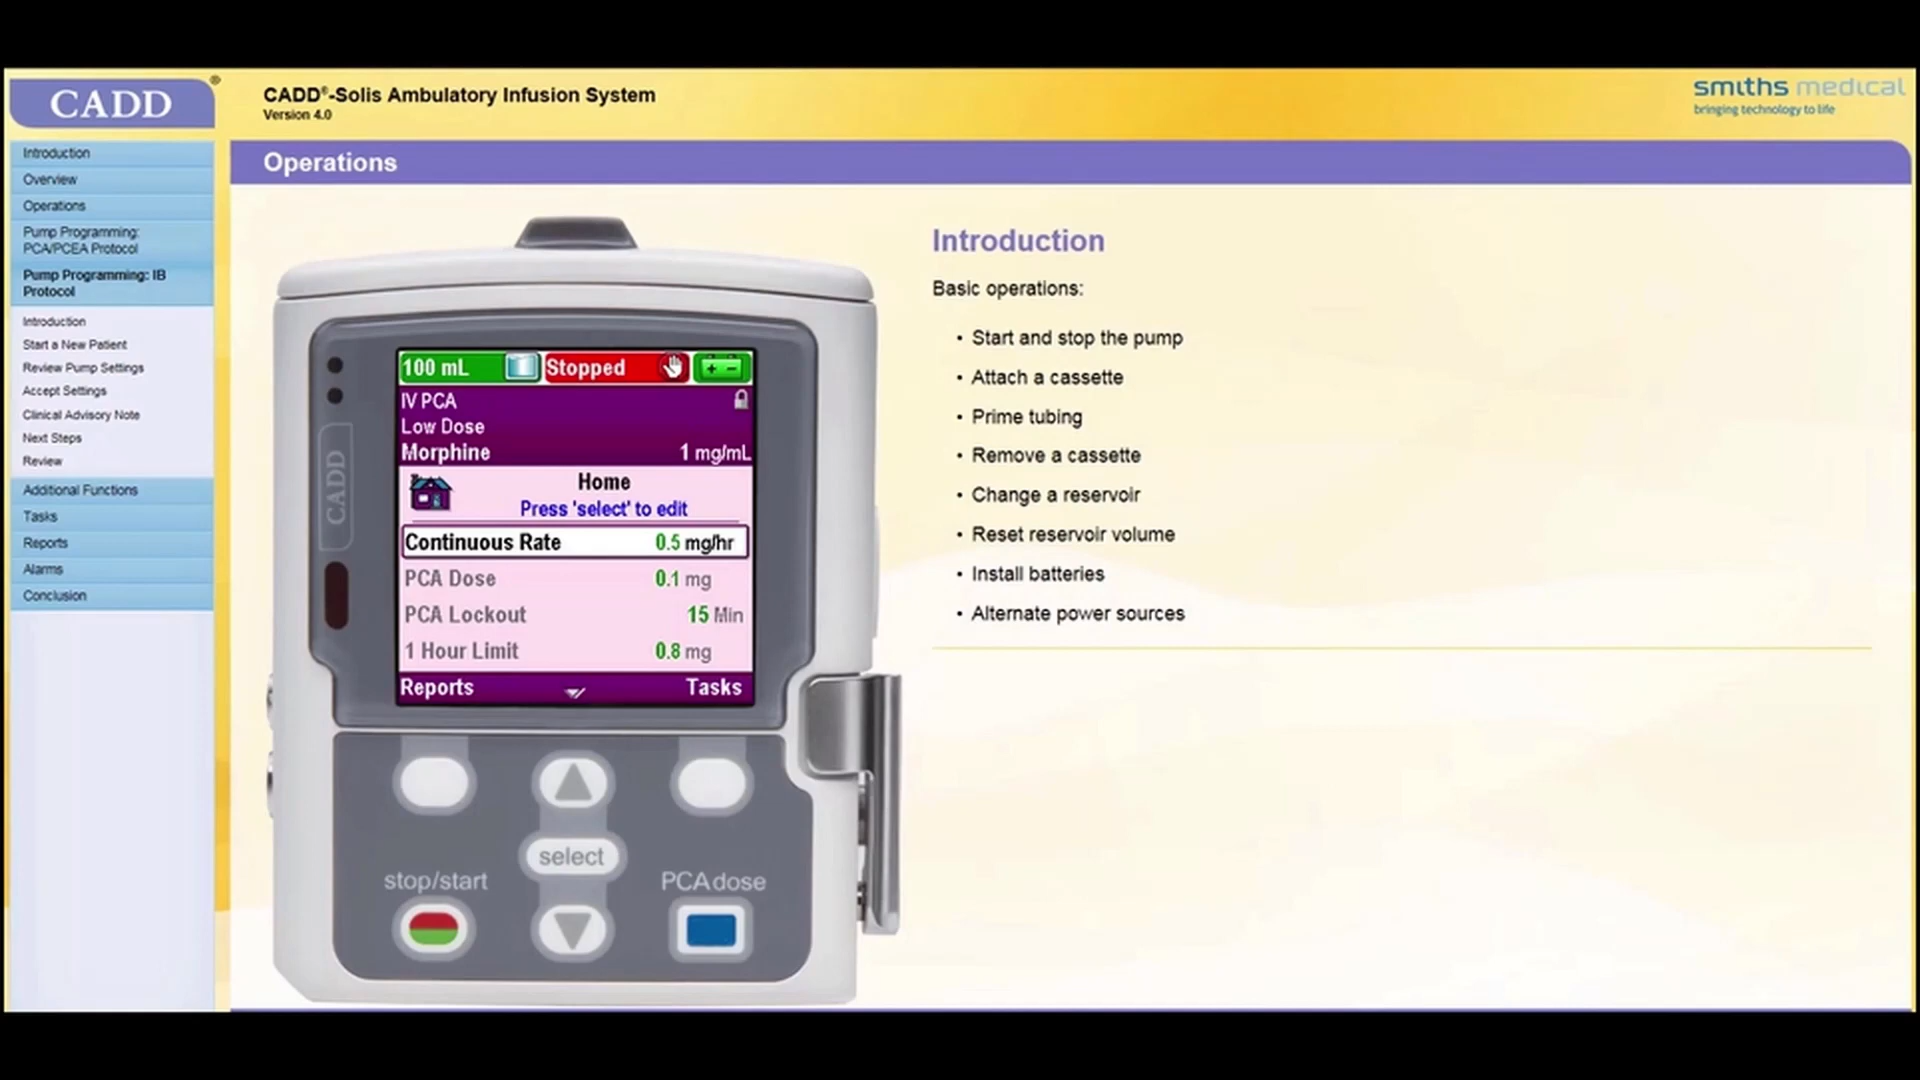 CADD®
CADD®-Solis Ambulatory Infusion System
Version 4.0
smiths medical
bringing technology to life
Introduction
Overview
Operations
Pump Programming:
PCA/PCEA Protocol
Pump Programming: IB
Protocol
Introduction
Start a New Patient
Review Pump Settings
Accept Settings
Clinical Advisory Note
Next Steps
Review
Additional Functions
Tasks
Reports
Alarms
Conclusion
Operations
CADD
100 mL Stopped + -
IV PCA
Low Dose
Morphine 1 mg/mL
Home
Press 'select' to edit
Continuous Rate 0.5 mg/hr
PCA Dose 0.1 mg
PCA Lockout 15 Min
1 Hour Limit 0.8 mg
Reports Tasks
select
stop/start PCA dose
Introduction
Basic operations:
• Start and stop the pump
• Attach a cassette
• Prime tubing
• Remove a cassette
• Change a reservoir
• Reset reservoir volume
• Install batteries
• Alternate power sources